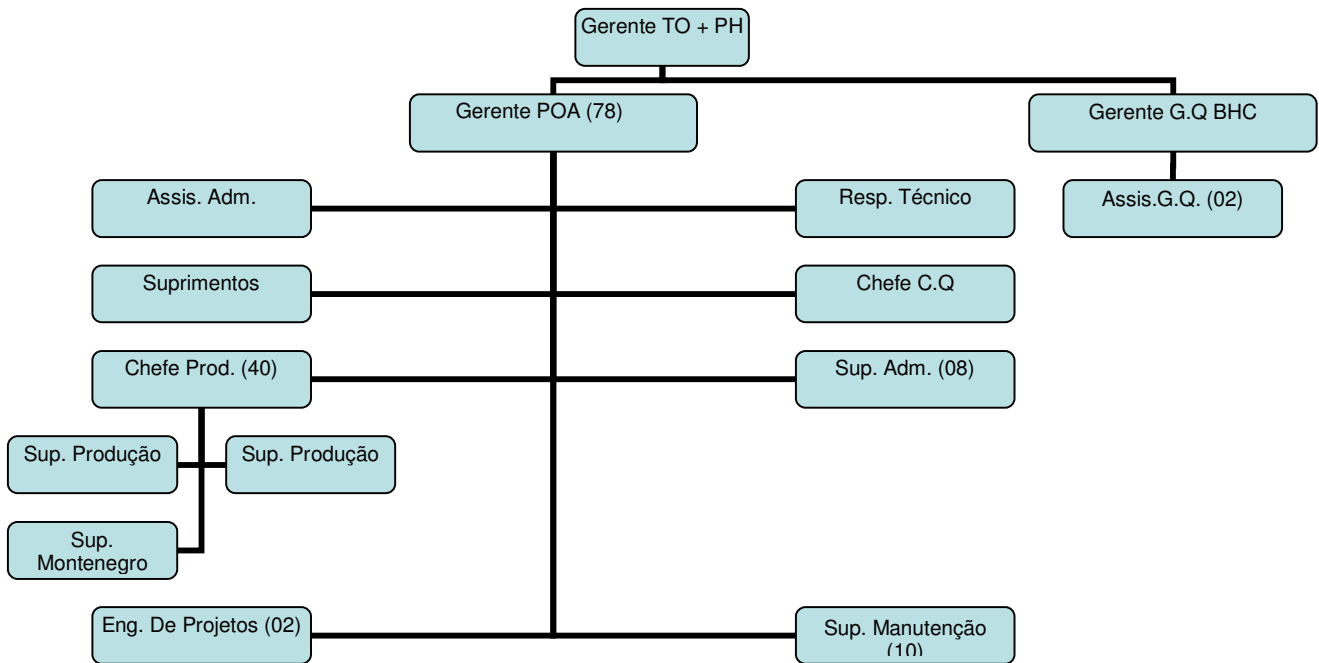 Gerente TO + PH
Gerente POA (78)
Gerente G.Q BHC
Assis. Adm.
Resp. Técnico
Assis.G.Q. (02)
Suprimentos
Chefe C.Q
Chefe Prod. (40)
Sup. Adm. (08)
Sup. Produção
Sup. Produção
Sup.
Montenegro
Eng. De Projetos (02)
Sup. Manutenção
(10)